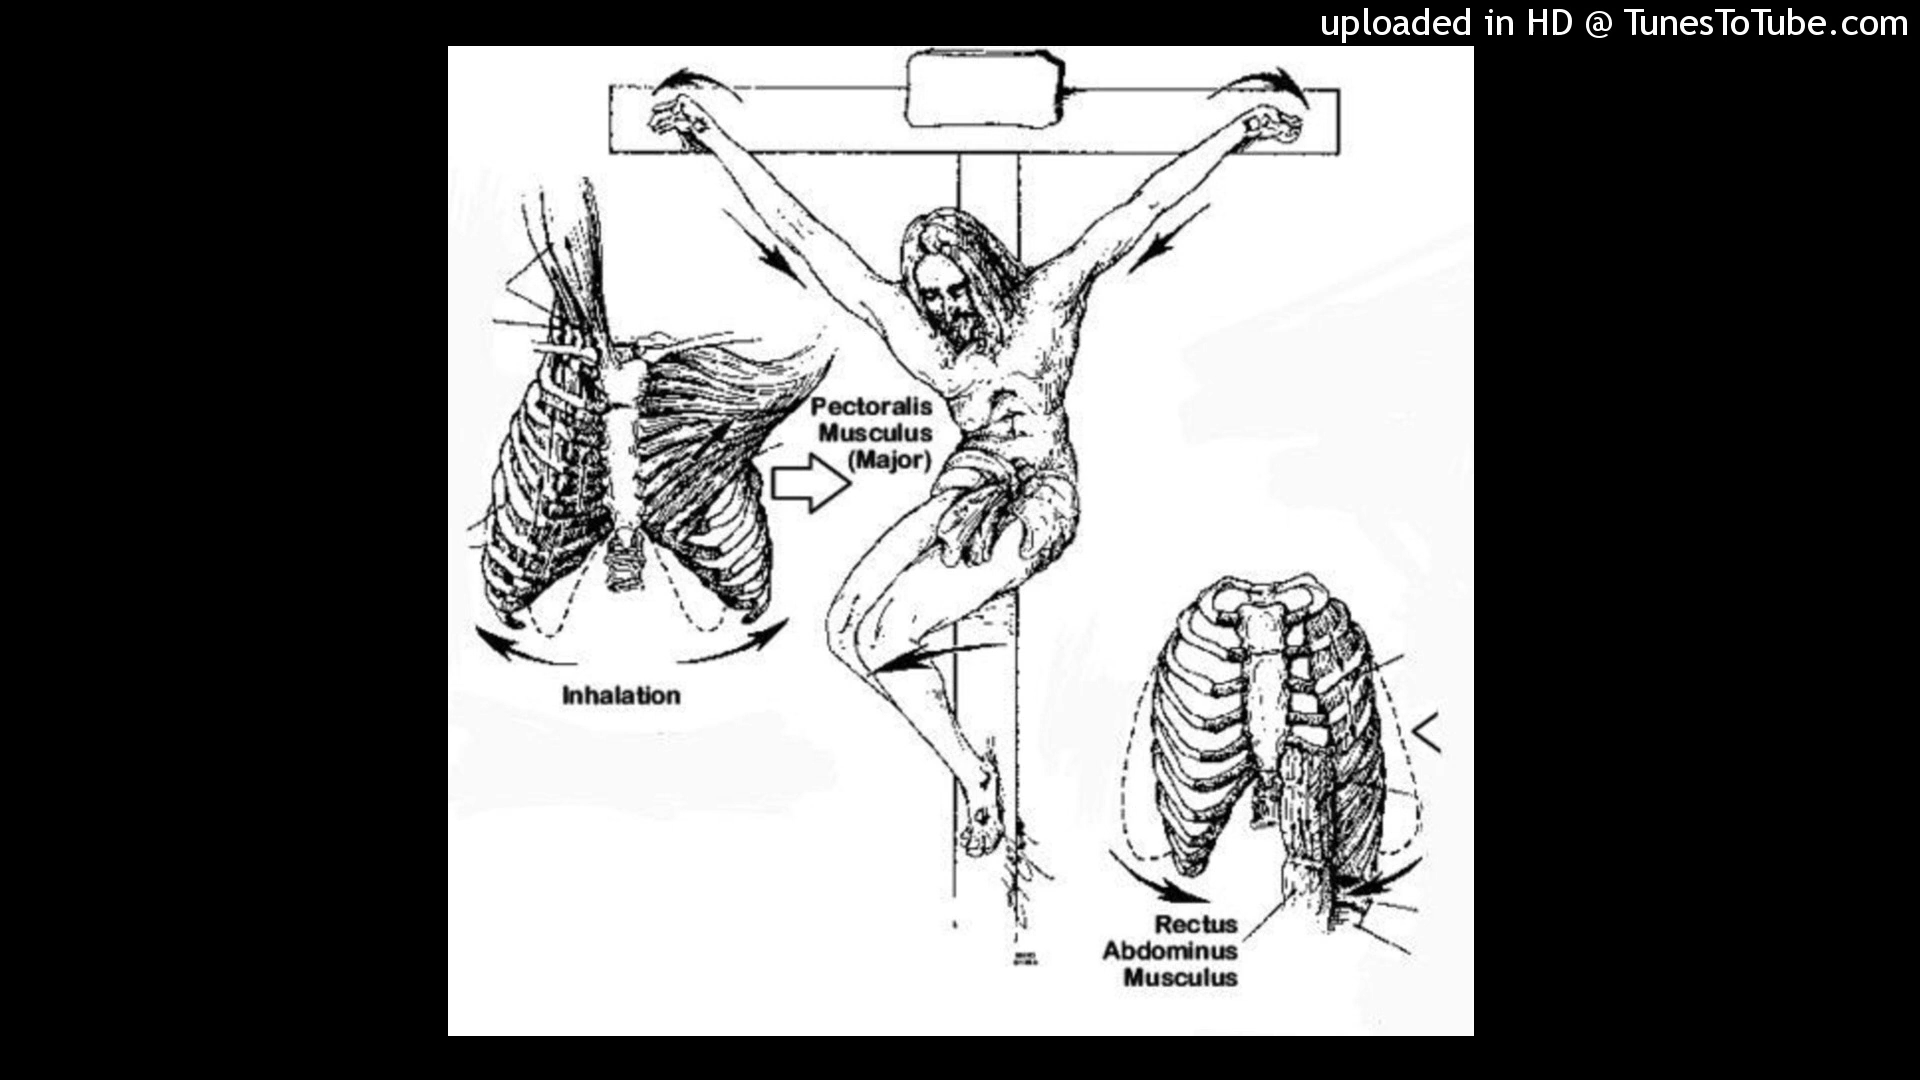 uploaded in HD @ TunesToTube.com
Pectoralis
Musculus
(Major)
Inhalation
Rectus
Abdominus
Musculus